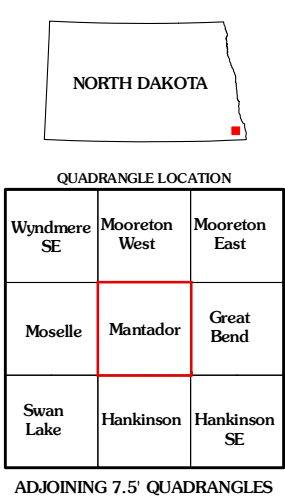 NORTH DAKOTA
QUADRANGLE LOCATION
Wyndmere
SE
Mooreton
West
Mooreton
East
Moselle
Mantador
Great
Bend
Swan
Lake
Hankinson
Hankinson
SE
ADJOINING 7.5' QUADRANGLES